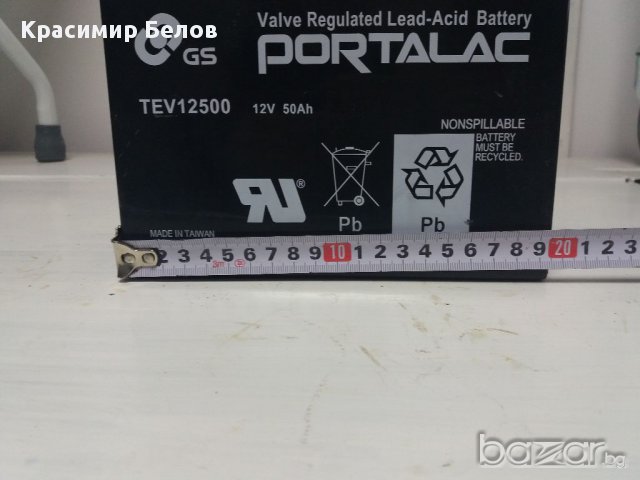 Красимир Белов
Valve Regulated Lead-Acid Battery
GS PORTALAC
TEV12500 12V 50Ah
NONSPILLABLE
BATTERY
MUST BE
RECYCLED.
Pb Pb
MADE IN TAIWAN
2 3 4 5 6 7 8 9 10 1 2 3 4 5 6 7 8 9 20 1 2 3
3m
bazar.bg